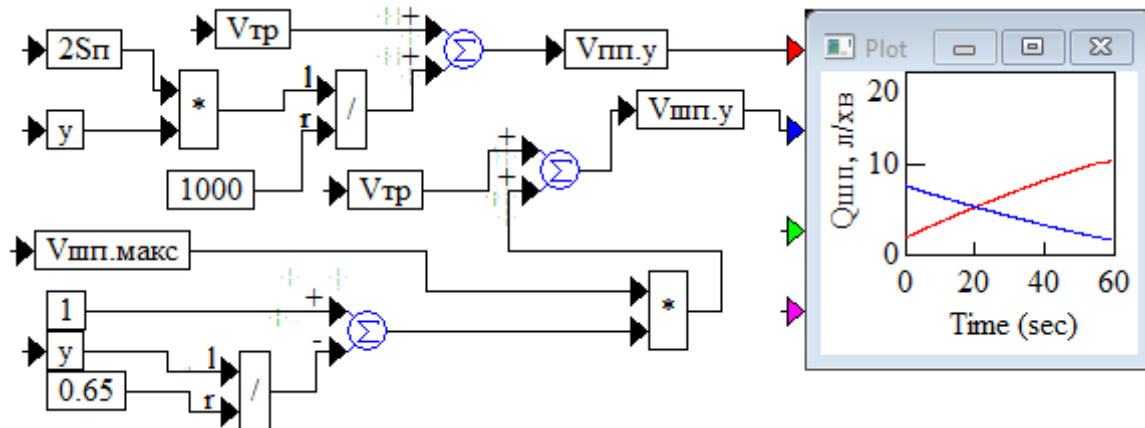 Vтр
+
Σ
Vпп.у
2Sп
+
*
l
/
r
y
1000
Vшп.у
+
Σ
+
Vтр
Vшп.макс
*
1
+
Σ
-
y
l
/
r
0.65
Plot
Qшп, л/хв
20
10
0
0 20 40 60
Time (sec)